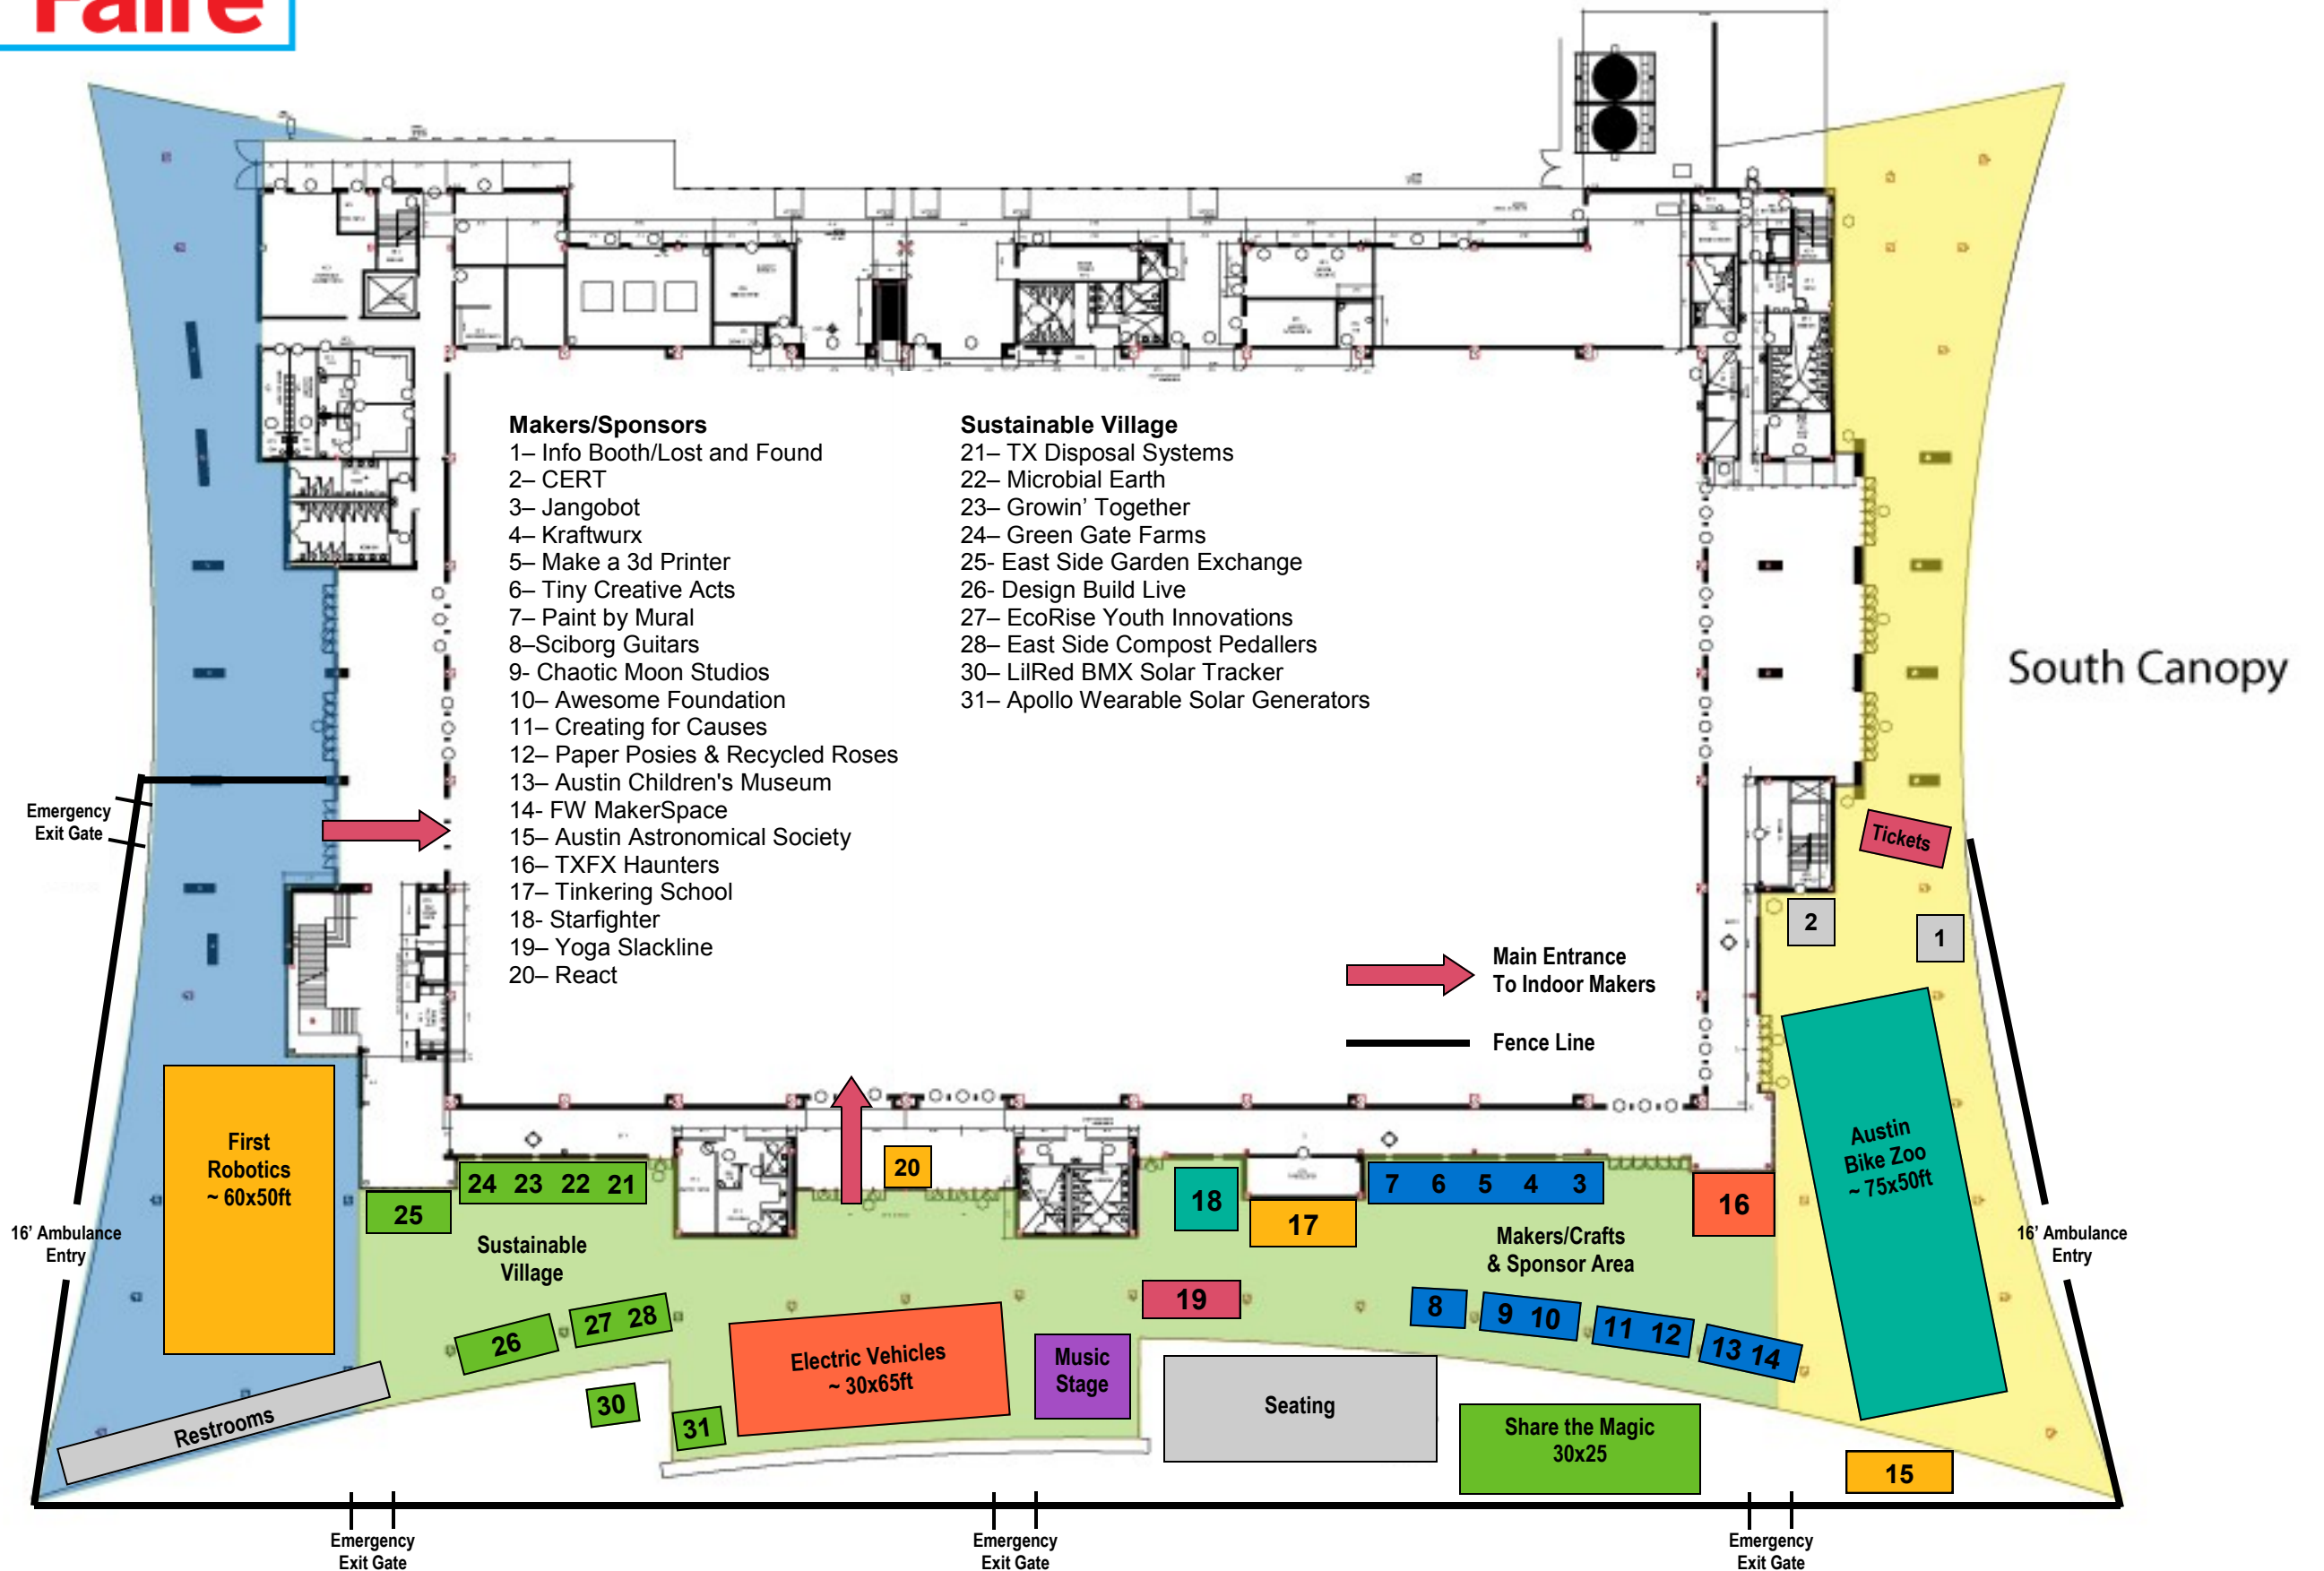 Faire
Makers/Sponsors
1– Info Booth/Lost and Found
2– CERT
3– Jangobot
4– Kraftwurx
5– Make a 3d Printer
6– Tiny Creative Acts
7– Paint by Mural
8–Sciborg Guitars
9- Chaotic Moon Studios
10– Awesome Foundation
11– Creating for Causes
12– Paper Posies & Recycled Roses
13– Austin Children's Museum
14- FW MakerSpace
15– Austin Astronomical Society
16– TXFX Haunters
17– Tinkering School
18- Starfighter
19– Yoga Slackline
20– React
Sustainable Village
21– TX Disposal Systems
22– Microbial Earth
23– Growin’ Together
24– Green Gate Farms
25- East Side Garden Exchange
26- Design Build Live
27– EcoRise Youth Innovations
28– East Side Compost Pedallers
30– LilRed BMX Solar Tracker
31– Apollo Wearable Solar Generators
South Canopy
Emergency
Exit Gate
Tickets
2
1
Main Entrance
To Indoor Makers
Fence Line
First
Robotics
~ 60x50ft
Austin
Bike Zoo
~ 75x50ft
20
24 23 22 21
25
18
17
7 6 5 4 3
16
16’ Ambulance
Entry
Sustainable
Village
Makers/Crafts
& Sponsor Area
16’ Ambulance
Entry
19
8
9 10
11 12
13 14
26
27 28
Electric Vehicles
~ 30x65ft
Music
Stage
Seating
30
31
Restrooms
Share the Magic
30x25
15
Emergency
Exit Gate
Emergency
Exit Gate
Emergency
Exit Gate